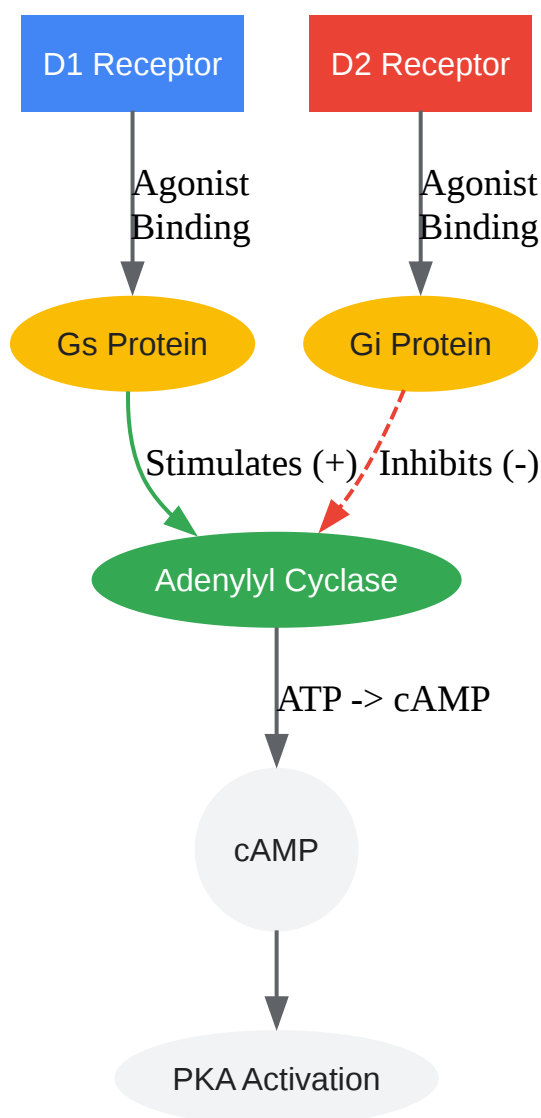 D1 Receptor
D2 Receptor
Agonist
Binding
Agonist
Binding
Gs Protein
Gi Protein
Stimulates (+)
Inhibits (-)
Adenylyl Cyclase
ATP -> cAMP
cAMP
PKA Activation